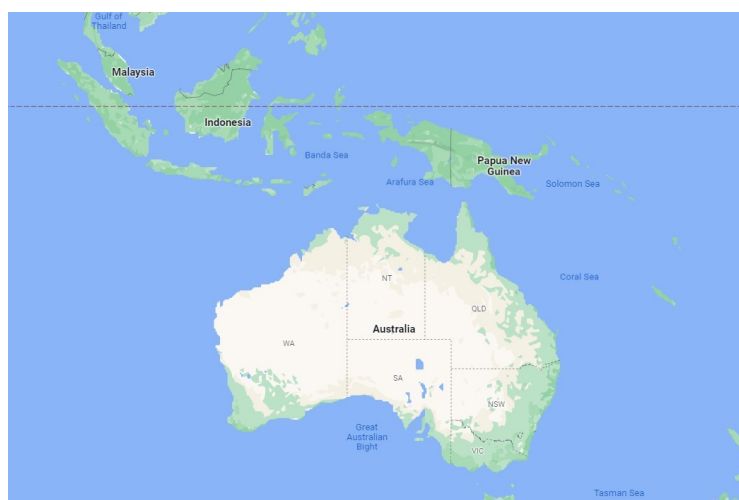 Gulf of
Thailand
Malaysia
Indonesia
Banda Sea
Papua New
Guinea
Arafura Sea
Solomon Sea
NT
Coral Sea
QLD
Australia
WA
SA
NSW
Great
Australian
Bight
VIC
Tasman Sea